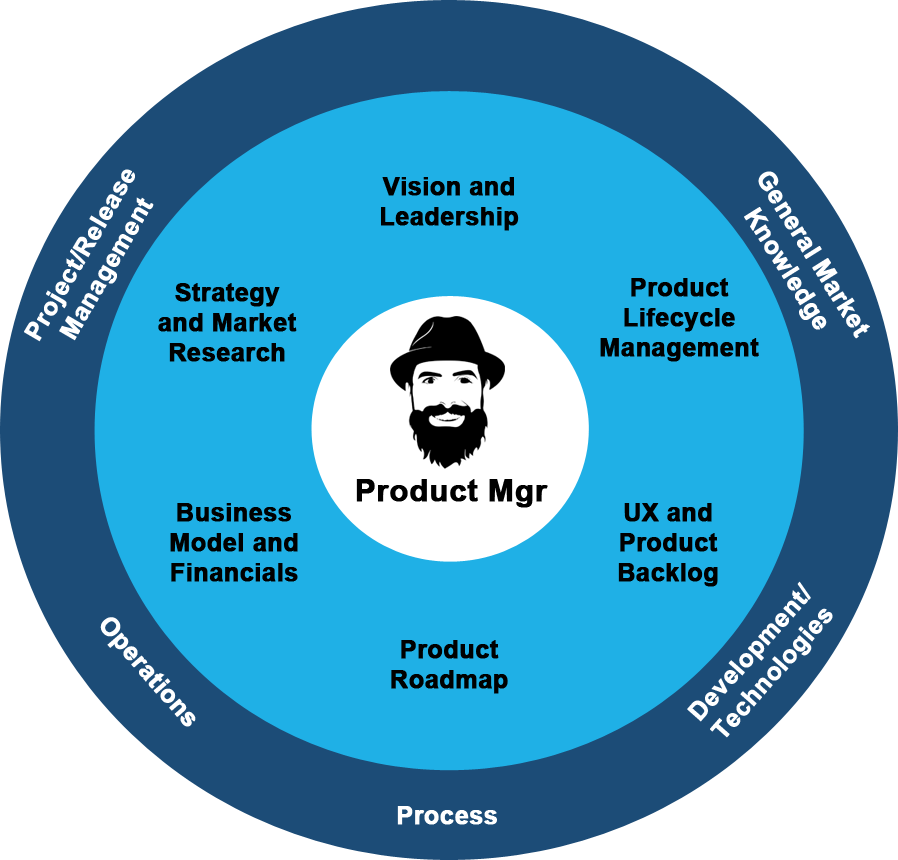 Vision and
Leadership
Product
Lifecycle
Management
UX and
Product
Backlog
Product
Roadmap
Business
Model and
Financials
Strategy
and Market
Research
Product Mgr
General Market
Knowledge
Development/
Technologies
Process
Operations
Project/Release
Management